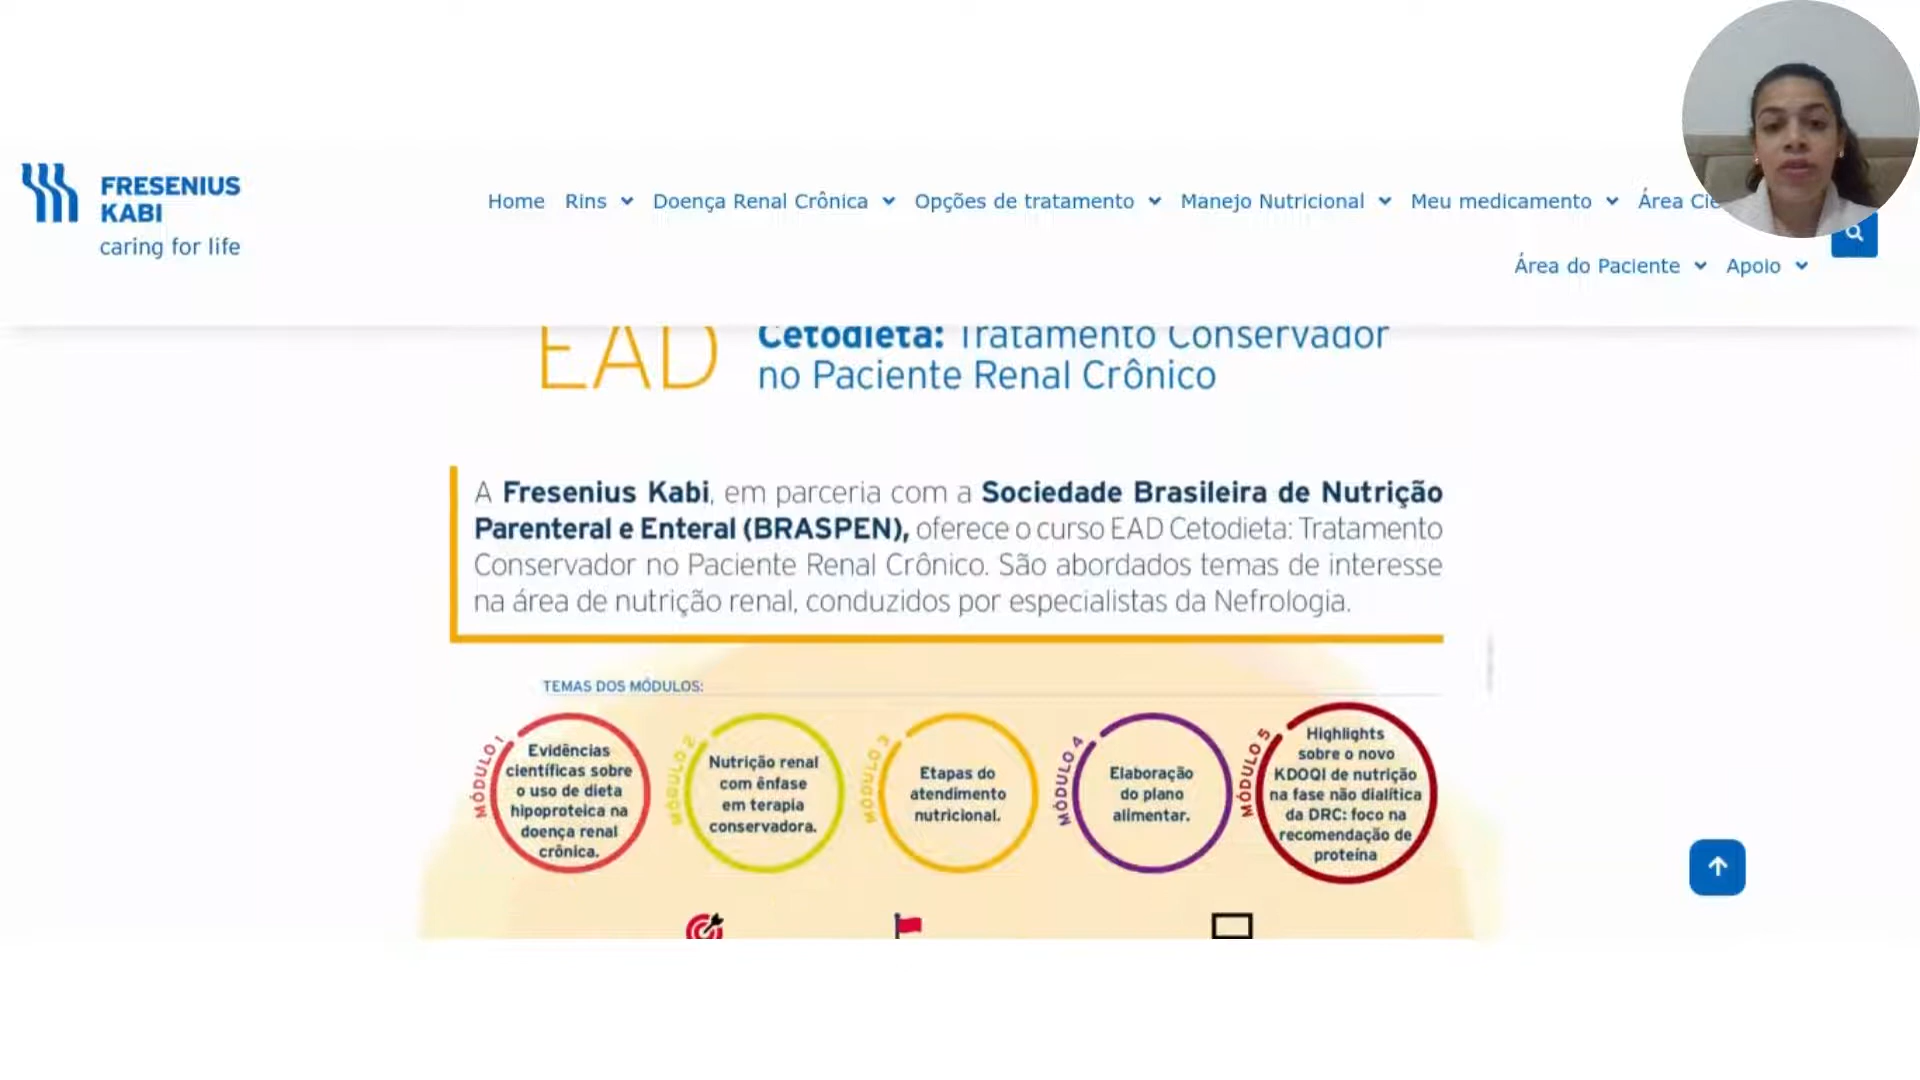 FRESENIUS
KABI
caring for life
Home Rins Doença Renal Crônica Opções de tratamento Manejo Nutricional Meu medicamento Área
Área do Paciente Apoio
EAD
Cetodieta: Tratamento Conservador
no Paciente Renal Crônico
A Fresenius Kabi, em parceria com a Sociedade Brasileira de Nutrição
Parenteral e Enteral (BRASPEN), oferece o curso EAD Cetodieta: Tratamento
Conservador no Paciente Renal Crônico. São abordados temas de interesse
na área de nutrição renal, conduzidos por especialistas da Nefrologia.
TEMAS DOS MÓDULOS:
MÓDULO 1
Evidências
científicas sobre
o uso de dieta
hipoproteica na
doença renal
crônica.
MÓDULO 2
Nutrição renal
com ênfase
em terapia
conservadora.
MÓDULO 3
Etapas do
atendimento
nutricional.
MÓDULO 4
Elaboração
do plano
alimentar.
MÓDULO 5
Highlights
sobre o novo
KDOQI de nutrição
na fase não dialítica
da DRC: foco na
recomendação de
proteína